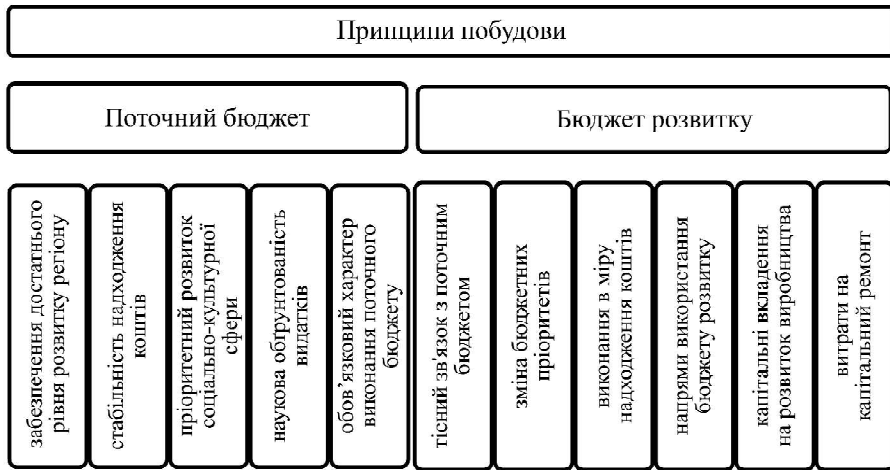 Принципи побудови
Поточний бюджет
Бюджет розвитку
забезпечення достатнього
рівня розвитку регіону
стабільність надходження
коштів
пріоритетний розвиток
соціально-культурної
сфери
наукова обґрунтованість
видатків
обов’язковий характер
виконання поточного
бюджету
тісний зв'язок з поточним
бюджетом
зміна бюджетних
пріоритетів
виконання в міру
надходження коштів
напрями використання
бюджету розвитку
капітальні вкладення
на розвиток виробництва
витрати на
капітальний ремонт